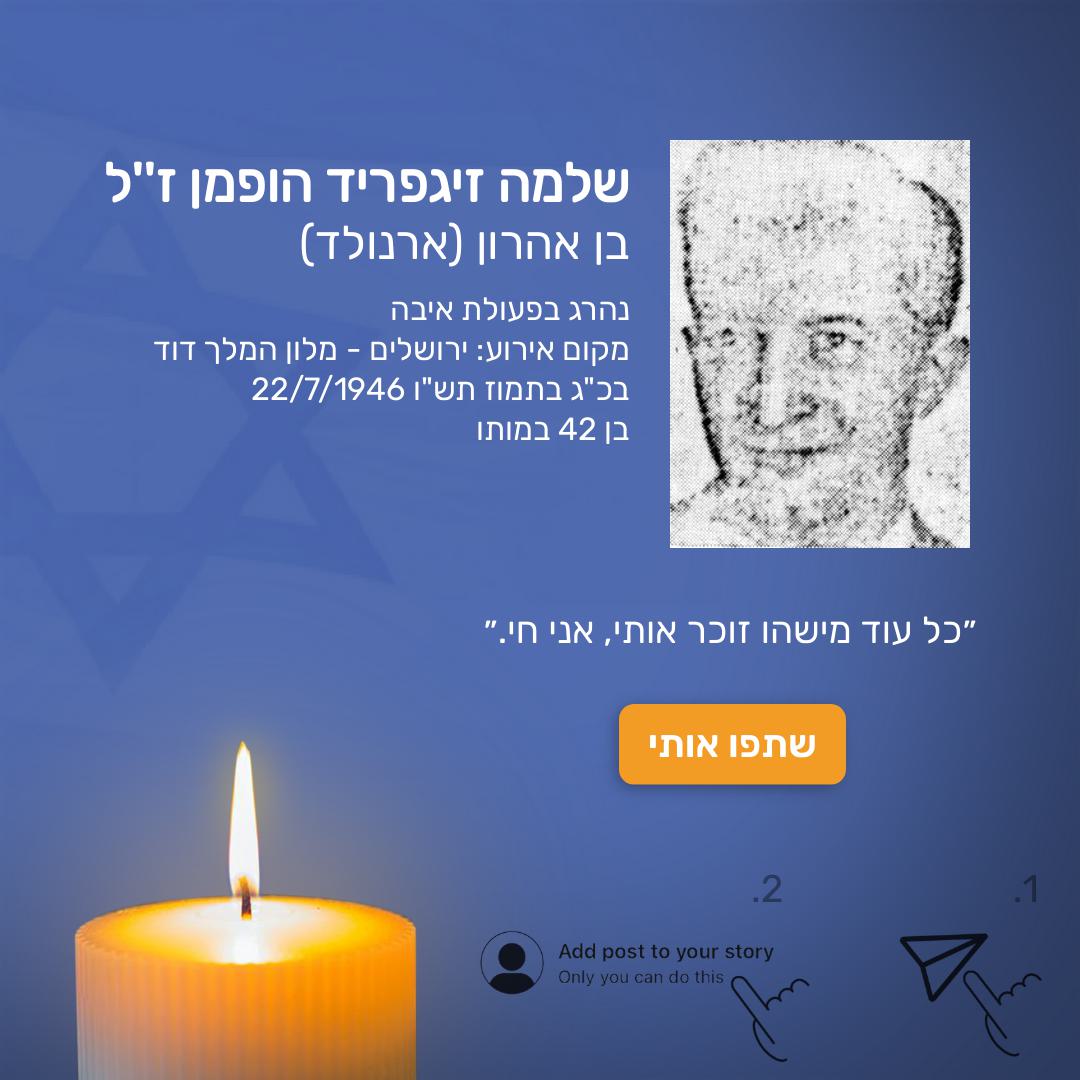 שלמה זיגפריד הופמן ז"ל
בן אהרון (ארנולד)
נהרג בפעולת איבה
מקום אירוע: ירושלים - מלון המלך דוד
בכ"ג בתמוז תש"ו 22/7/1946
בן 42 במותו
״כל עוד מישהו זוכר אותי, אני חי.״
שתפו אותי
.1
.2
Add post to your story
Only you can do this